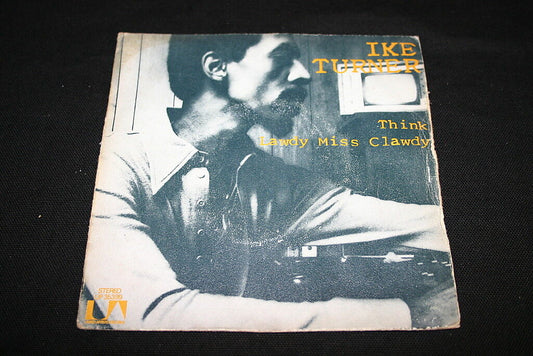 IKE
TURNER
Think
Lawdy Miss Clawdy
STEREO
UA